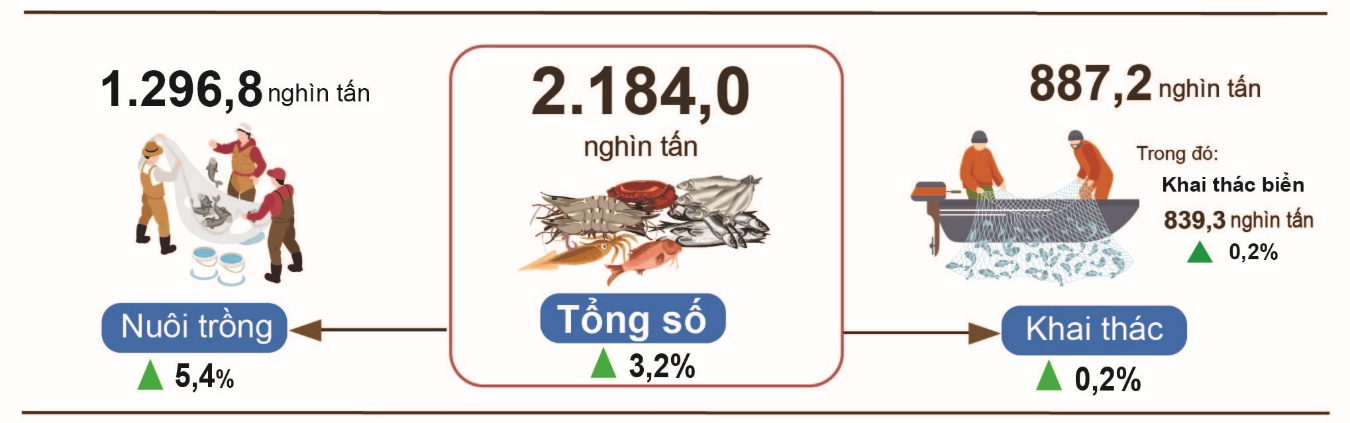 1.296,8 nghìn tấn
Nuôi trồng
5,4%
2.184,0
nghìn tấn
Tổng số
3,2%
887,2 nghìn tấn
Trong đó:
Khai thác biển
839,3 nghìn tấn
0,2%
Khai thác
0,2%